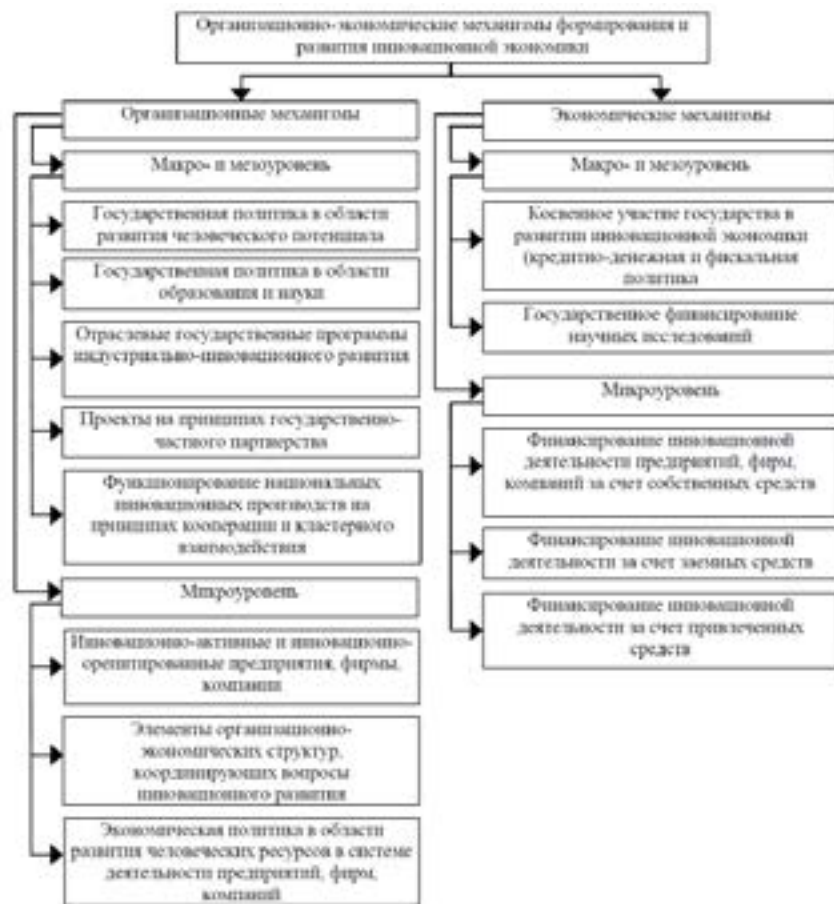 Организационно-экономические механизмы формирования и
развития инновационной экономики
Организационные механизмы
Макро- и мезоуровень
Государственная политика в области
развития человеческого потенциала
Государственная политика в области
образования и науки
Отраслевые государственные программы
индустриально-инновационного развития
Проекты на принципах государственно-
частного партнерства
Функционирование национальных
инновационных производств на
принципах кооперации и кластерного
взаимодействия
Микроуровень
Инновационно-активные и инновационно-
орентированные предприятия, фирмы,
компании
Элементы организационно-
экономических структур,
координирующих вопросы
инновационного развития
Экономическая политика в области
развития человеческих ресурсов в системе
деятельности предприятий, фирм,
компаний
Экономические механизмы
Макро- и мезоуровень
Косвенное участие государства в
развитии инновационной экономики
(кредитно-денежная и фискальная
политика
Государственное финансирование
научных исследований
Микроуровень
Финансирование инновационной
деятельности предприятий, фирм,
компаний за счет собственных средств
Финансирование инновационной
деятельности за счет заемных средств
Финансирование инновационной
деятельности за счет привлеченных
средств